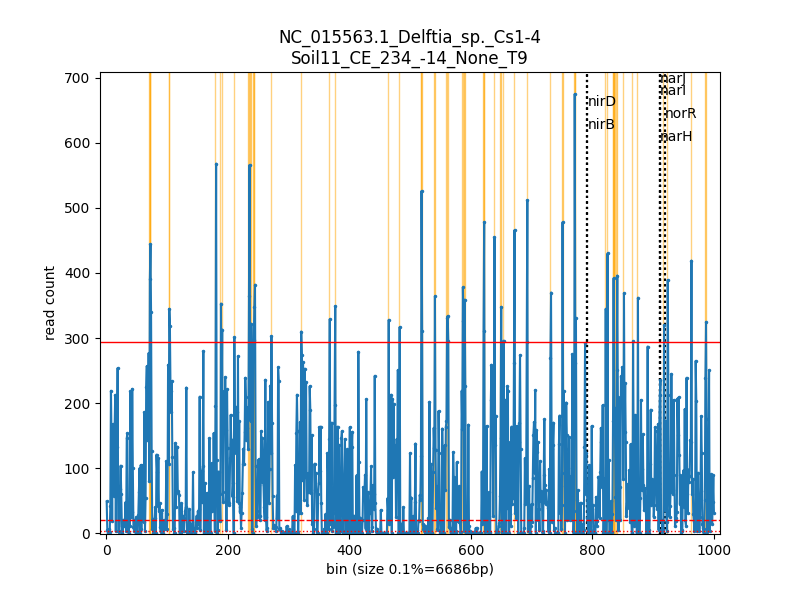 NC_015563.1_Delftia_sp._Cs1-4
Soil11_CE_234_-14_None_T9
700
600
500
400
300
200
100
0
read count
narJ
narI
nirD
norR
nirB
narH
0 200 400 600 800 1000
bin (size 0.1%=6686bp)